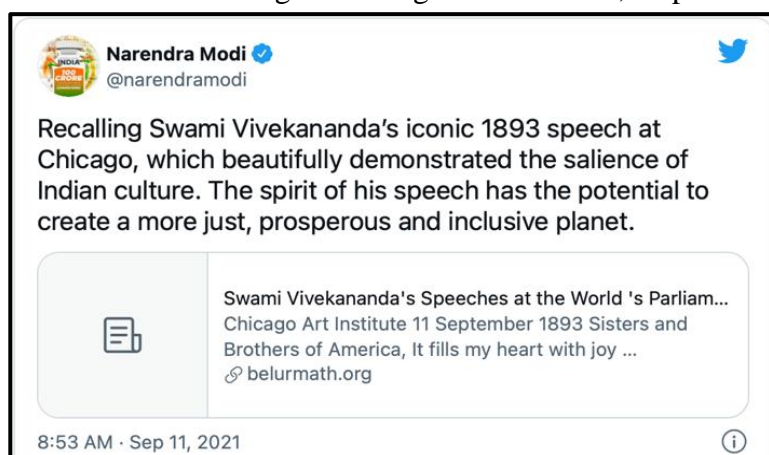 Narendra Modi
@narendramodi
Recalling Swami Vivekananda’s iconic 1893 speech at
Chicago, which beautifully demonstrated the salience of
Indian culture. The spirit of his speech has the potential to
create a more just, prosperous and inclusive planet.
Swami Vivekananda's Speeches at the World 's Parliam...
Chicago Art Institute 11 September 1893 Sisters and
Brothers of America, It fills my heart with joy ...
belurmath.org
8:53 AM · Sep 11, 2021